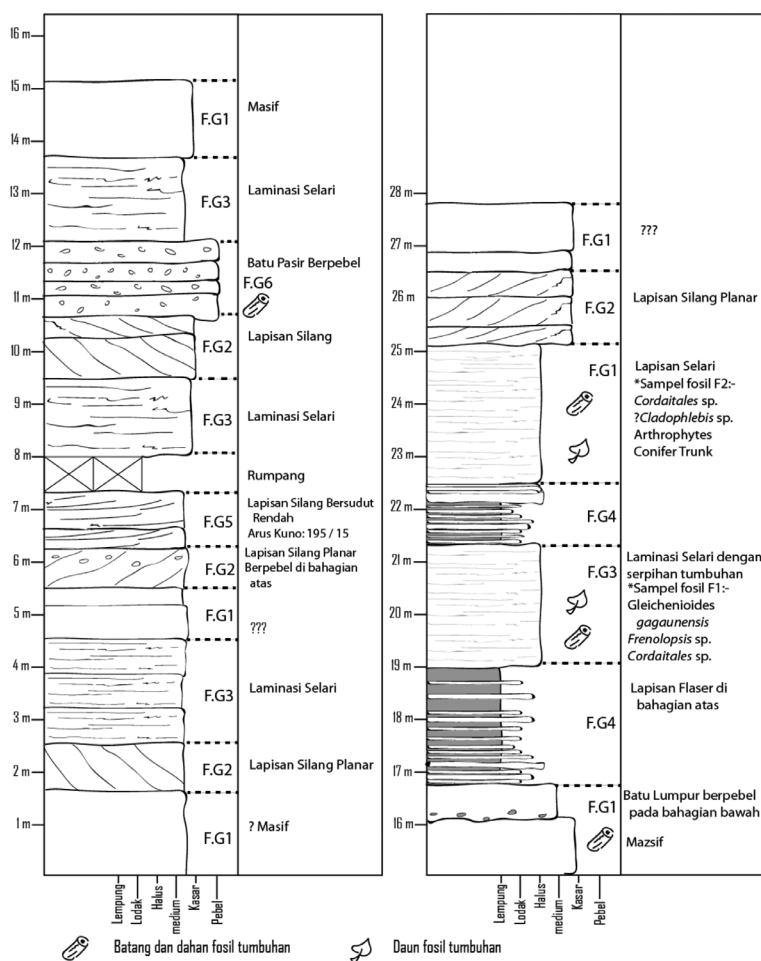 16 m
15 m
F.G1
Masif
14 m
13 m
F.G3
Laminasi Selari
12 m
Batu Pasir Berpebel
F.G6
11 m
F.G2
Lapisan Silang
10 m
9 m
F.G3
Laminasi Selari
8 m
Rumpang
7 m
F.G5
Lapisan Silang Bersudut
Rendah
Arus Kuno: 195 / 15
6 m
F.G2
Lapisan Silang Planar
Berpebel di bahagian
atas
5 m
F.G1
???
4 m
F.G3
Laminasi Selari
3 m
2 m
F.G2
Lapisan Silang Planar
1 m
F.G1
? Masif
Lempung
Lodak
Halus
medium
Kasar
Pebel
28 m
F.G1
???
27 m
26 m
F.G2
Lapisan Silang Planar
25 m
F.G1
Lapisan Selari
*Sampel fosil F2:-
Cordaitales sp.
?Cladophlebis sp.
Arthrophytes
Conifer Trunk
24 m
23 m
22 m
F.G4
21 m
F.G3
Laminasi Selari dengan
serpihan tumbuhan
*Sampel fosil F1:-
Gleichenioides
gagaunensis
Frenolopsis sp.
Cordaitales sp.
20 m
19 m
Lapisan Flaser di
bahagian atas
18 m
F.G4
17 m
F.G1
Batu Lumpur berpebel
pada bahagian bawah
16 m
Mazsif
Lempung
Lodak
Halus
medium
Kasar
Pebel
Batang dan dahan fosil tumbuhan
Daun fosil tumbuhan